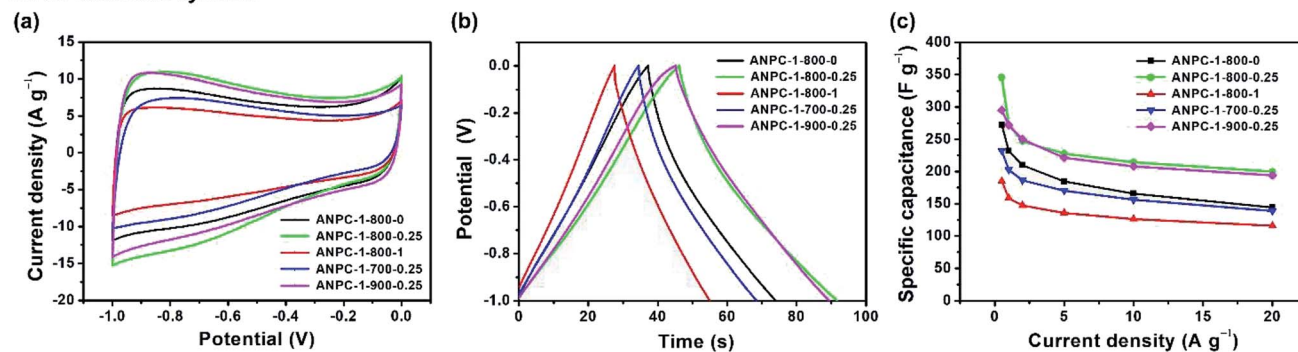 (a)
Current density (A g⁻¹)
15
10
5
0
-5
-10
-15
-20
ANPC-1-800-0
ANPC-1-800-0.25
ANPC-1-800-1
ANPC-1-700-0.25
ANPC-1-900-0.25
-1.0 -0.8 -0.6 -0.4 -0.2 0.0
Potential (V)
(b)
Potential (V)
0.0
-0.2
-0.4
-0.6
-0.8
-1.0
ANPC-1-800-0
ANPC-1-800-0.25
ANPC-1-800-1
ANPC-1-700-0.25
ANPC-1-900-0.25
0 20 40 60 80 100
Time (s)
(c)
Specific capacitance (F g⁻¹)
400
350
300
250
200
150
100
50
0
ANPC-1-800-0
ANPC-1-800-0.25
ANPC-1-800-1
ANPC-1-700-0.25
ANPC-1-900-0.25
0 5 10 15 20
Current density (A g⁻¹)